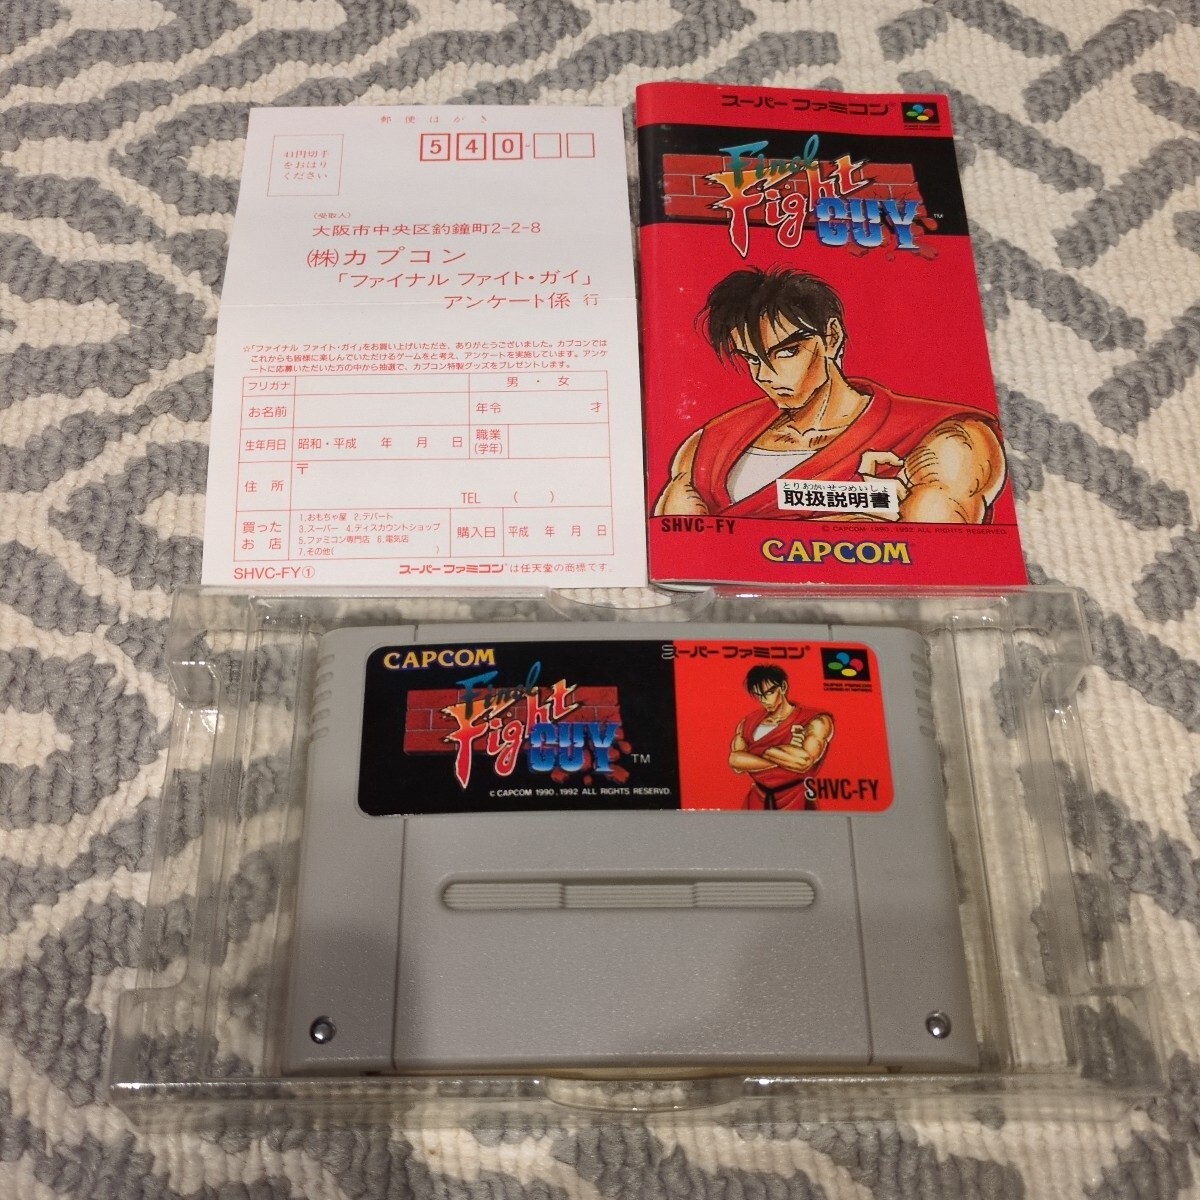 郵便はがき
41円切手
をおはり
ください
540-
(受取人)
大阪市中央区釣鐘町2-2-8
(株)カプコン
「ファイナル ファイト・ガイ」
アンケート係 行
☆「ファイナル ファイト・ガイ」をお買い上げいただき、ありがとうございました。カプコンでは
これからも皆様に楽しんでいただけるゲームをと考え、アンケートを実施しています。アンケ
ートに応募いただいた方の中から抽選で、カプコン特製グッズをプレゼントします。
フリガナ
男・女
お名前
年令 才
生年月日 昭和・平成 年 月 日
職業
(学年)
住所 〒
TEL ( )
買った
お店
1.おもちゃ屋 2.デパート
3.スーパー 4.ディスカウントショップ
5.ファミコン専門店 6.電気店
7.その他( )
購入日 平成 年 月 日
SHVC-FY①
スーパーファミコン®は任天堂の商標です。
スーパーファミコン®
Final
Fight
GUY™
とりあつかいせつめいしょ
取扱説明書
SHVC-FY
© CAPCOM 1990,1992 ALL RIGHTS RESERVED.
CAPCOM®
CAPCOM
Final
Fight
GUY TM
© CAPCOM 1990,1992 ALL RIGHTS RESERVD.
スーパーファミコン®
SHVC-FY